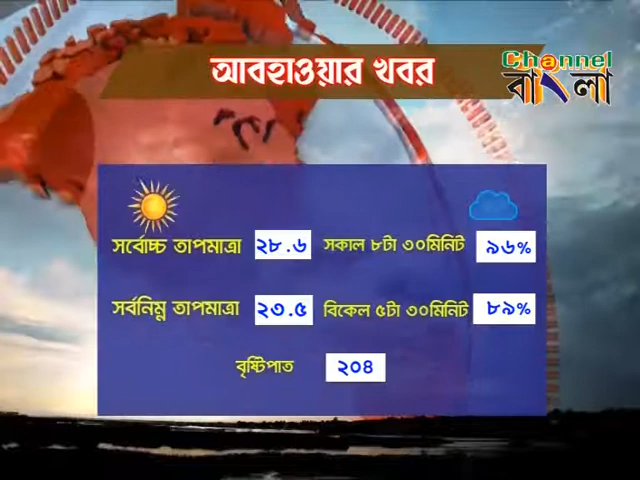 আবহাওয়ার খবর
Channel
বাংলা
সর্বোচ্চ তাপমাত্রা ২৮.৬ সকাল ৮টা ৩০মিনিট ৯৬%
সর্বনিম্ন তাপমাত্রা ২৩.৫ বিকেল ৫টা ৩০মিনিট ৮৯%
বৃষ্টিপাত ২০৪